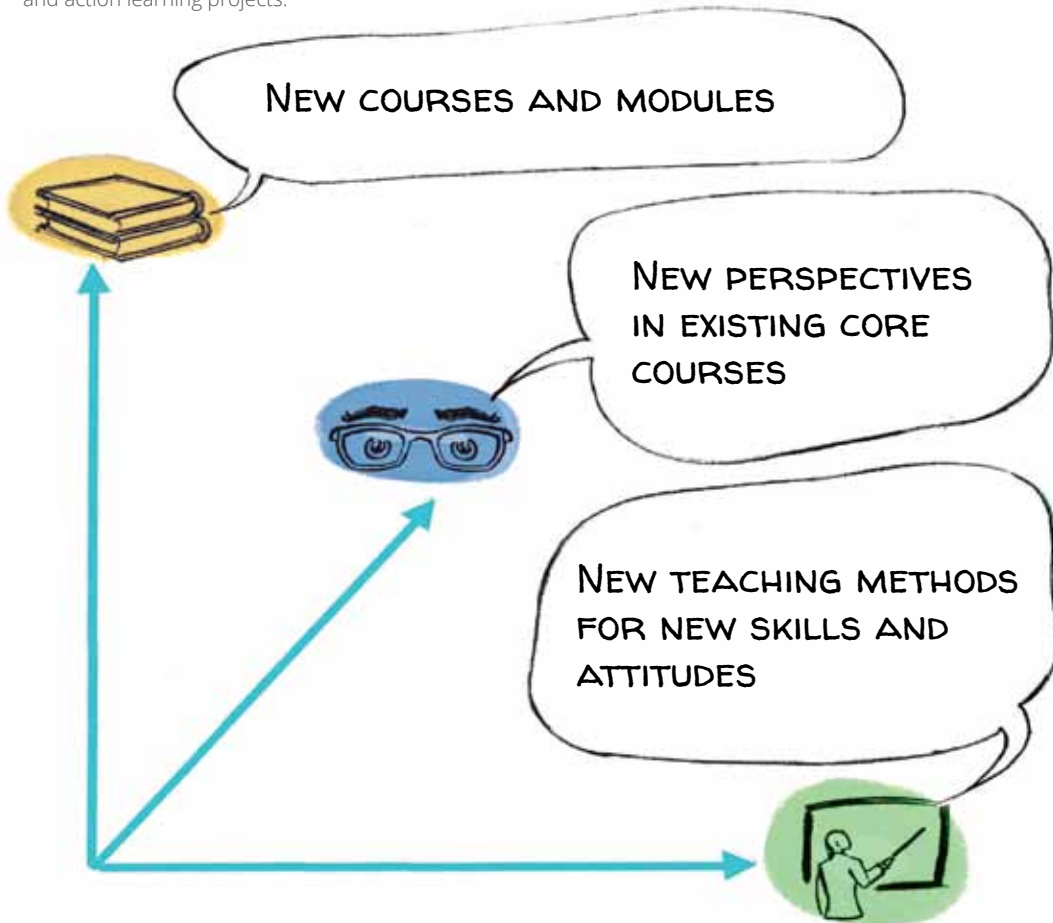 and action learning projects.
NEW COURSES AND MODULES
NEW PERSPECTIVES
IN EXISTING CORE
COURSES
NEW TEACHING METHODS
FOR NEW SKILLS AND
ATTITUDES